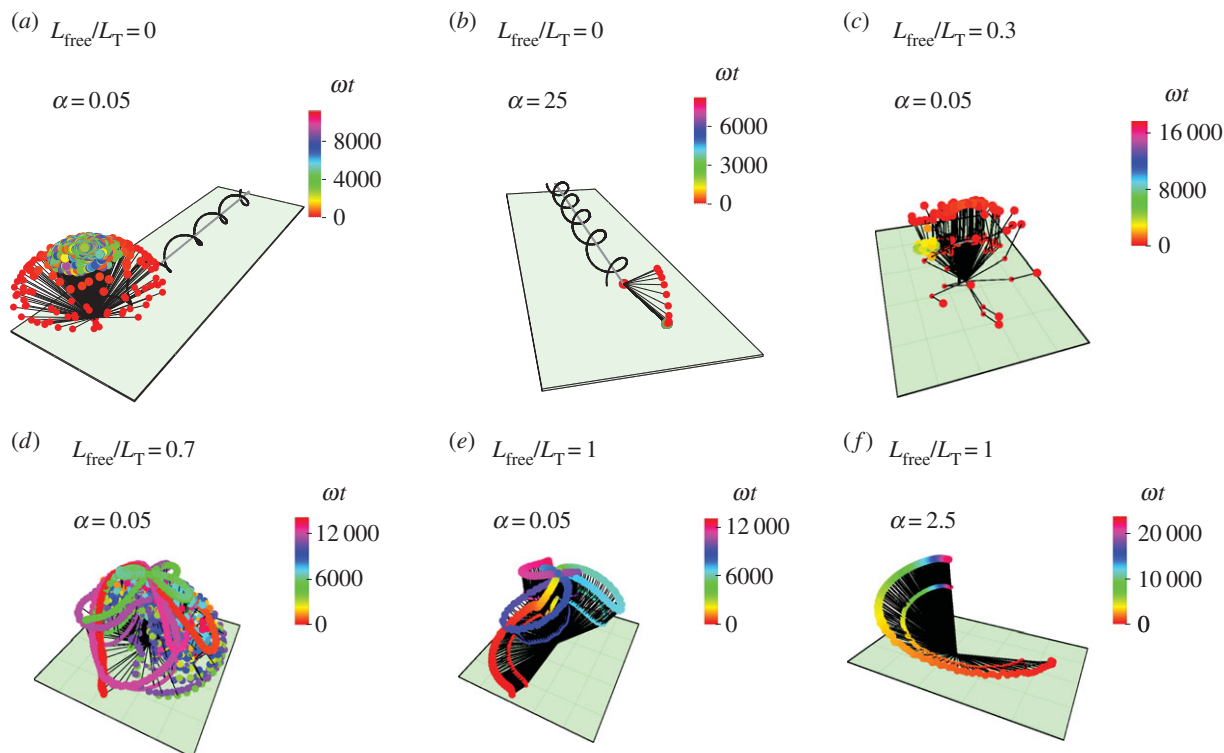 (a) L_free/L_T = 0
α = 0.05
ωt
8000
4000
0
(b) L_free/L_T = 0
α = 25
ωt
6000
3000
0
(c) L_free/L_T = 0.3
α = 0.05
ωt
16 000
8000
0
(d) L_free/L_T = 0.7
α = 0.05
ωt
12 000
6000
0
(e) L_free/L_T = 1
α = 0.05
ωt
12 000
6000
0
(f) L_free/L_T = 1
α = 2.5
ωt
20 000
10 000
0